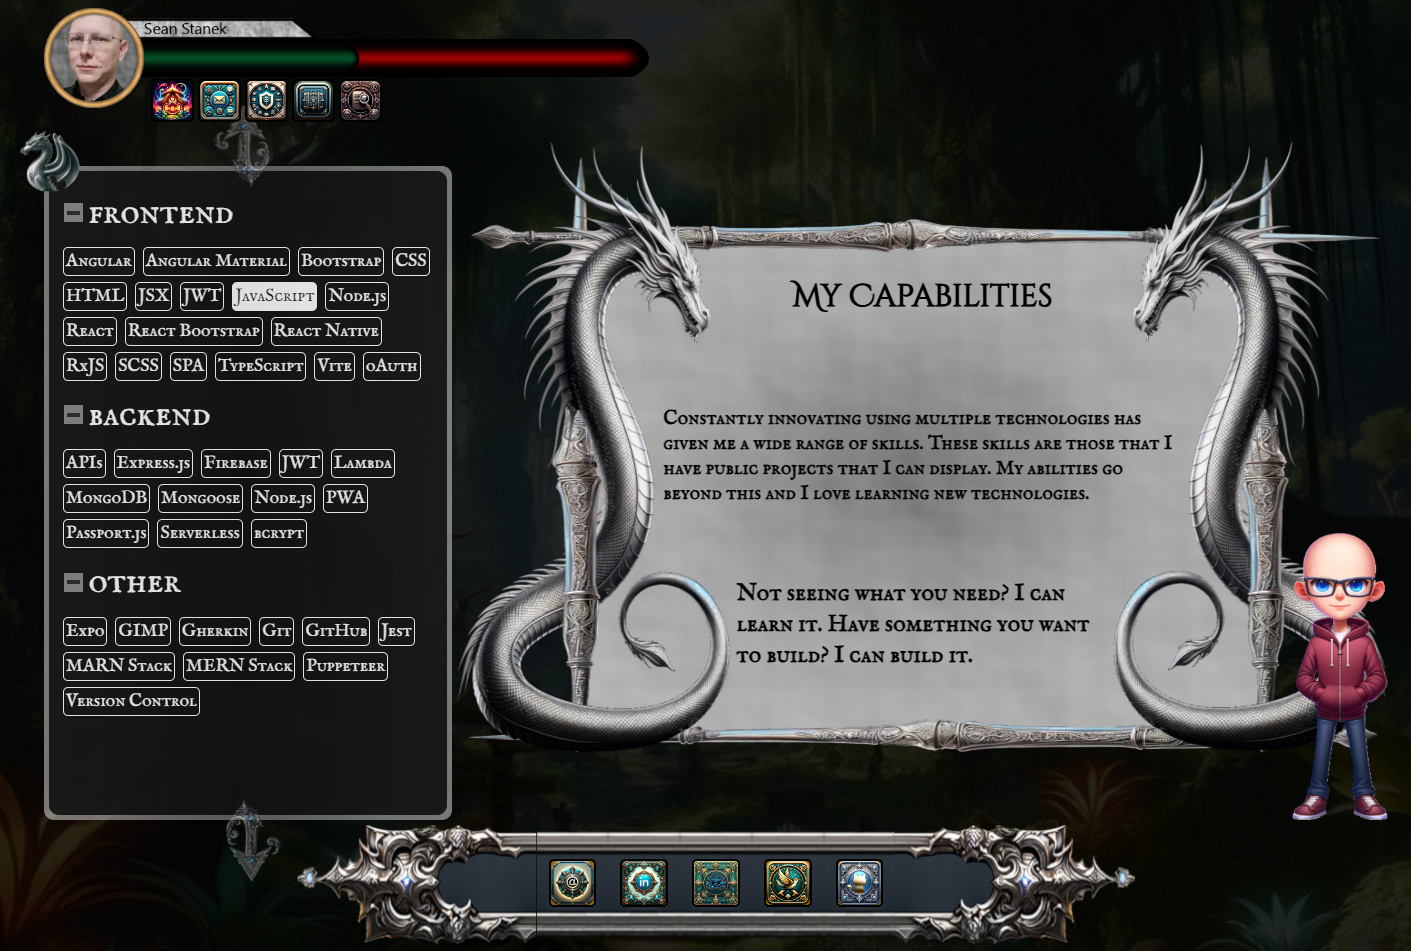 Sean Stanek
FRONTEND
Angular Angular Material Bootstrap CSS
HTML JSX JWT JavaScript Node.js
React React Bootstrap React Native
RxJS SCSS SPA TypeScript Vite oAuth
BACKEND
APIs Express.js Firebase JWT Lambda
MongoDB Mongoose Node.js PWA
Passport.js Serverless bcrypt
OTHER
Expo GIMP Gherkin Git GitHub Jest
MARN Stack MERN Stack Puppeteer
Version Control
My Capabilities
Constantly innovating using multiple technologies has
given me a wide range of skills. These skills are those that I
have public projects that I can display. My abilities go
beyond this and I love learning new technologies.
Not seeing what you need? I can
learn it. Have something you want
to build? I can build it.
@
in